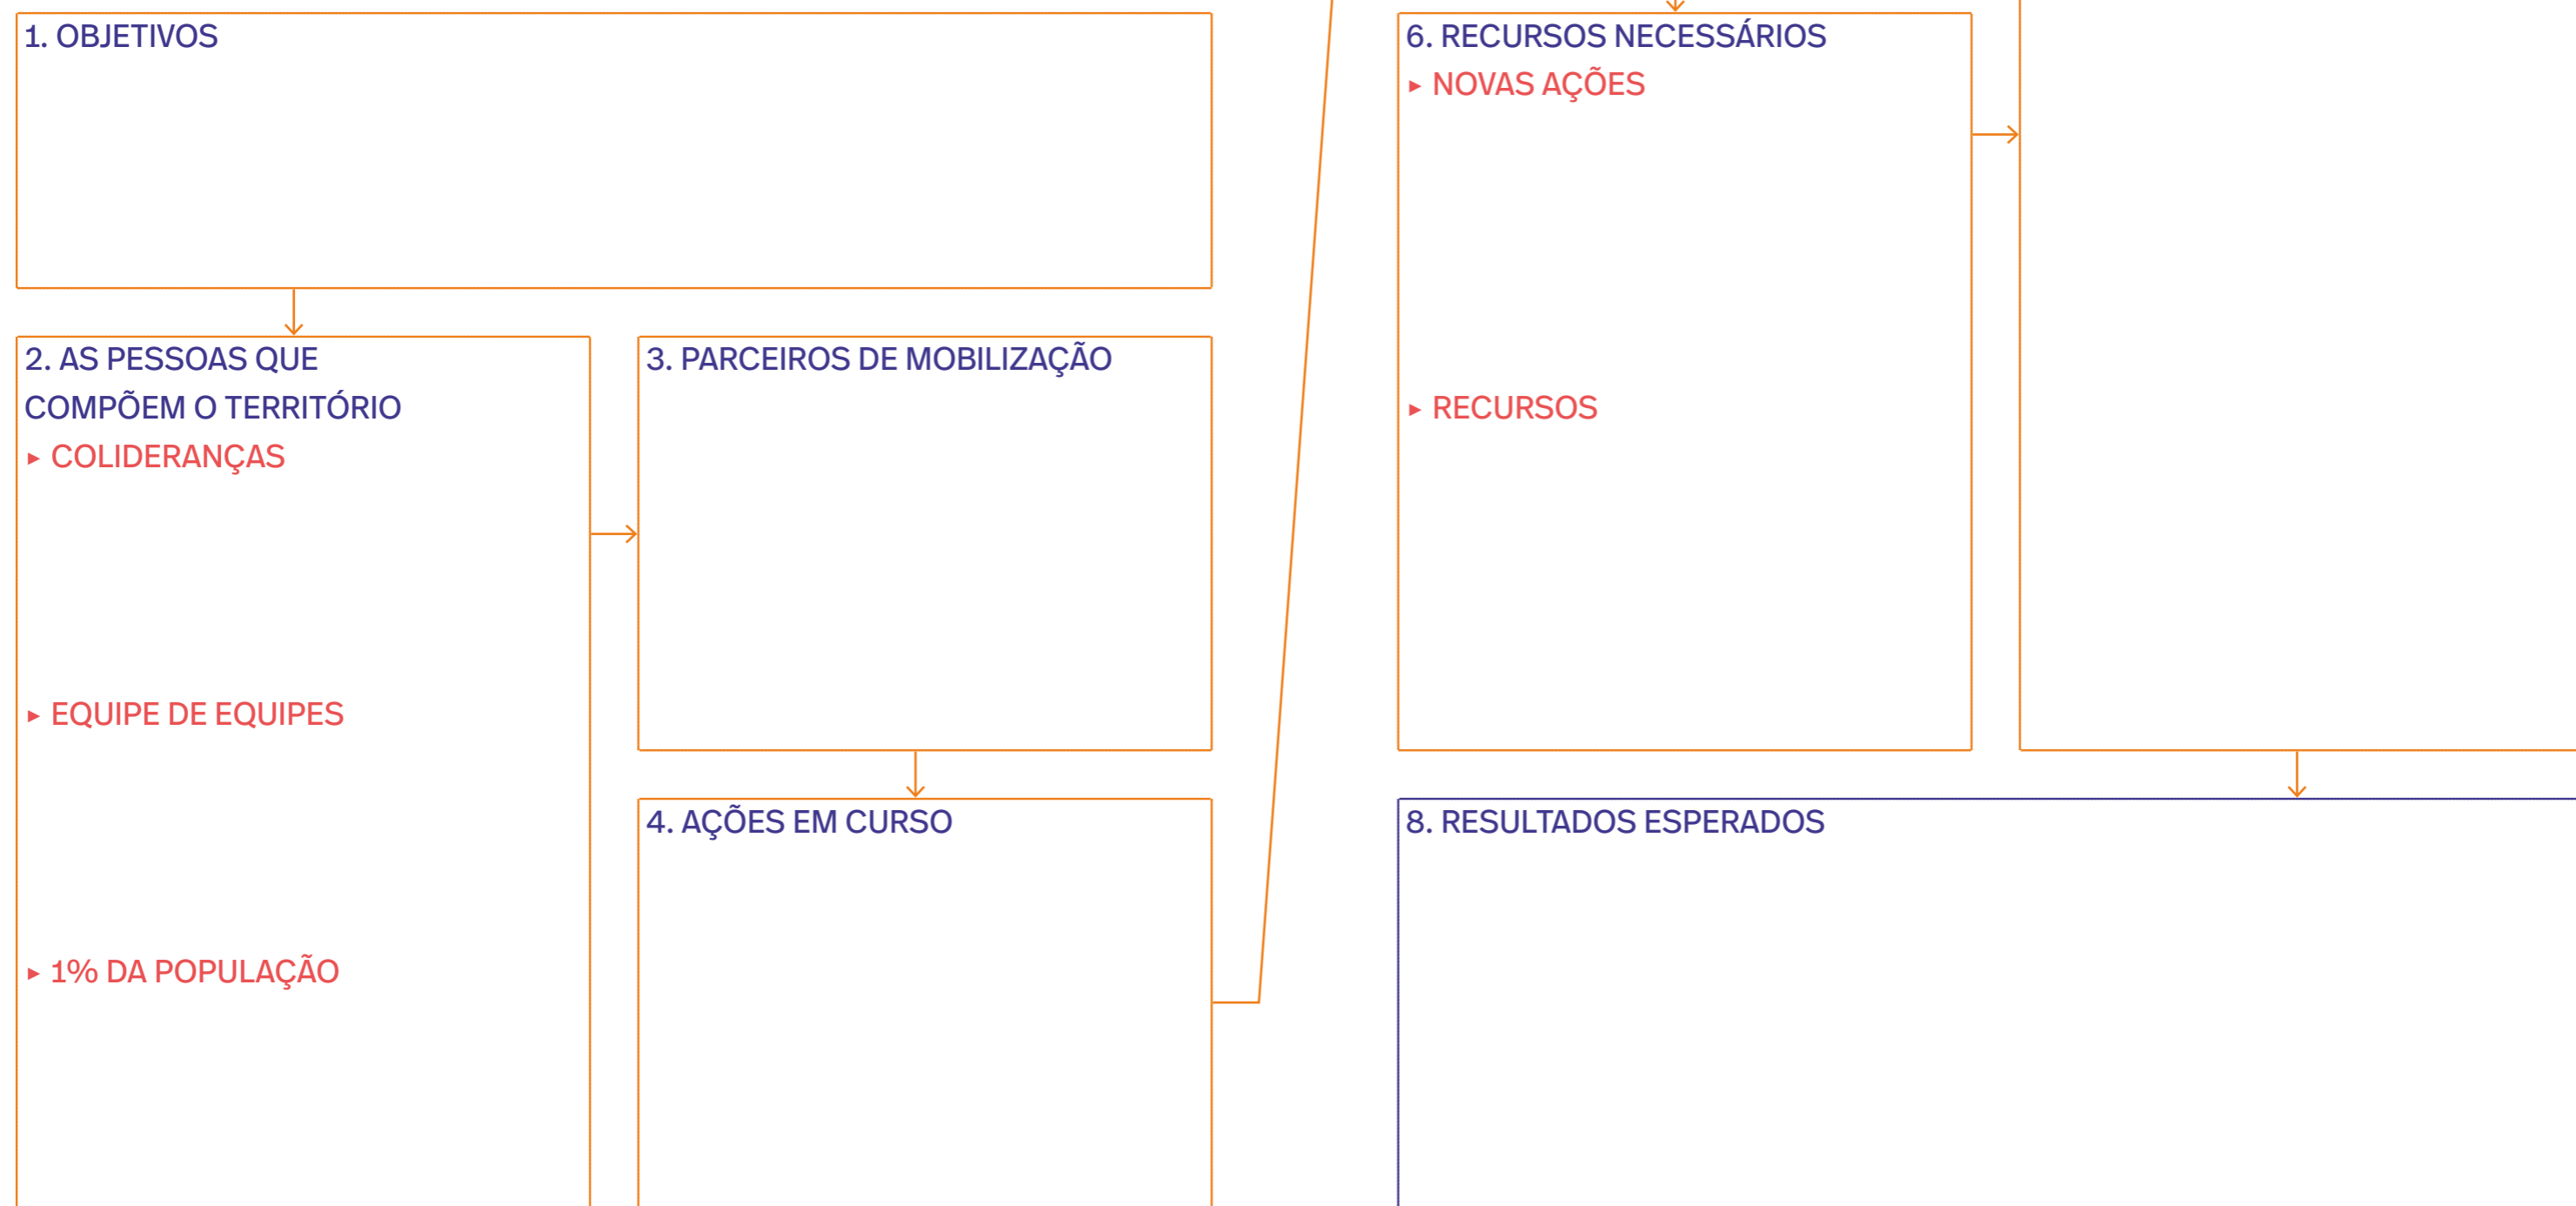 1. OBJETIVOS
2. AS PESSOAS QUE
COMPÕEM O TERRITÓRIO
▸ COLIDERANÇAS
▸ EQUIPE DE EQUIPES
▸ 1% DA POPULAÇÃO
3. PARCEIROS DE MOBILIZAÇÃO
4. AÇÕES EM CURSO
6. RECURSOS NECESSÁRIOS
▸ NOVAS AÇÕES
▸ RECURSOS
8. RESULTADOS ESPERADOS